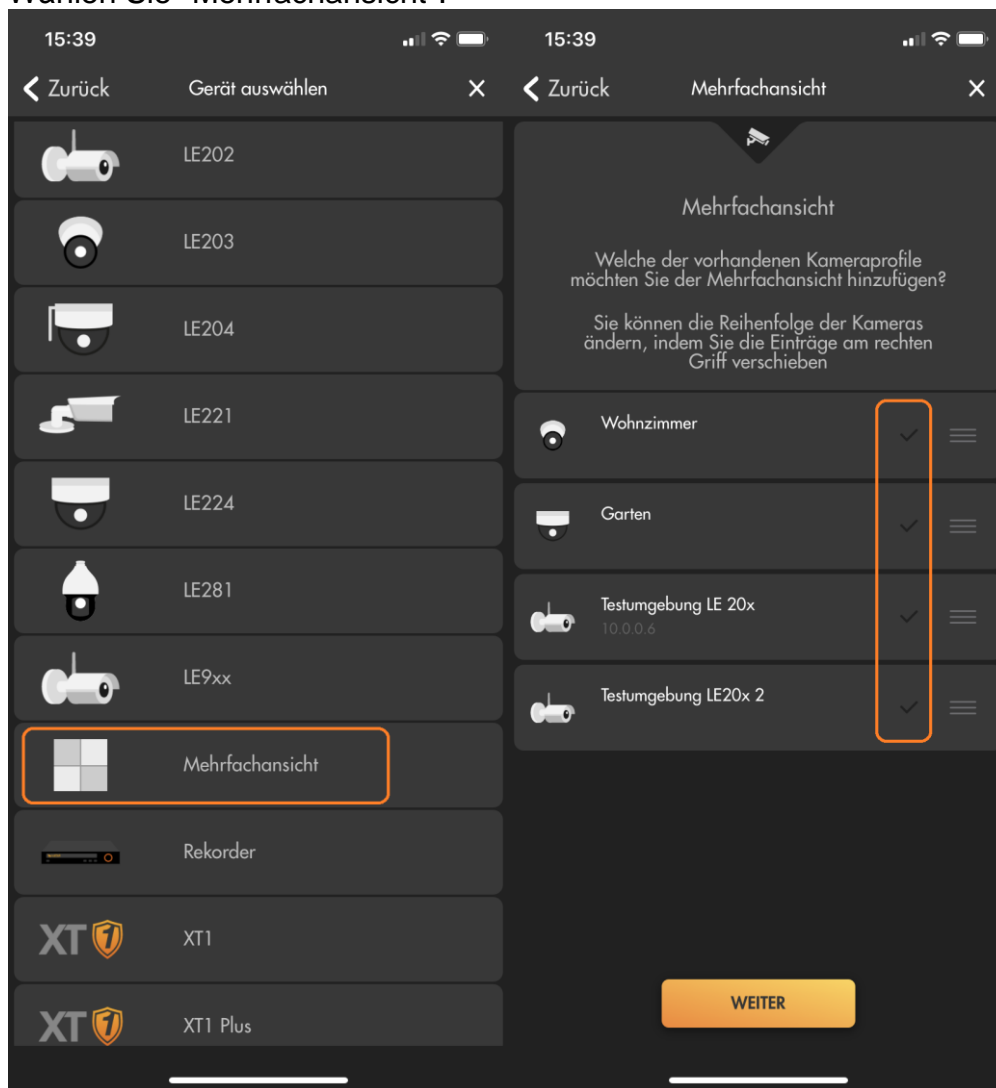 Wählen Sie "Mehrfachansicht".
15:39
Zurück
Gerät auswählen
LE202
LE203
LE204
LE221
LE224
LE281
LE9xx
Mehrfachansicht
Rekorder
XT1
XT1
XT1
XT1 Plus
15:39
Zurück
Mehrfachansicht
Mehrfachansicht
Welche der vorhandenen Kameraprofile
möchten Sie der Mehrfachansicht hinzufügen?
Sie können die Reihenfolge der Kameras
ändern, indem Sie die Einträge am rechten
Griff verschieben
Wohnzimmer
Garten
Testumgebung LE 20x
10.0.0.6
Testumgebung LE20x 2
WEITER